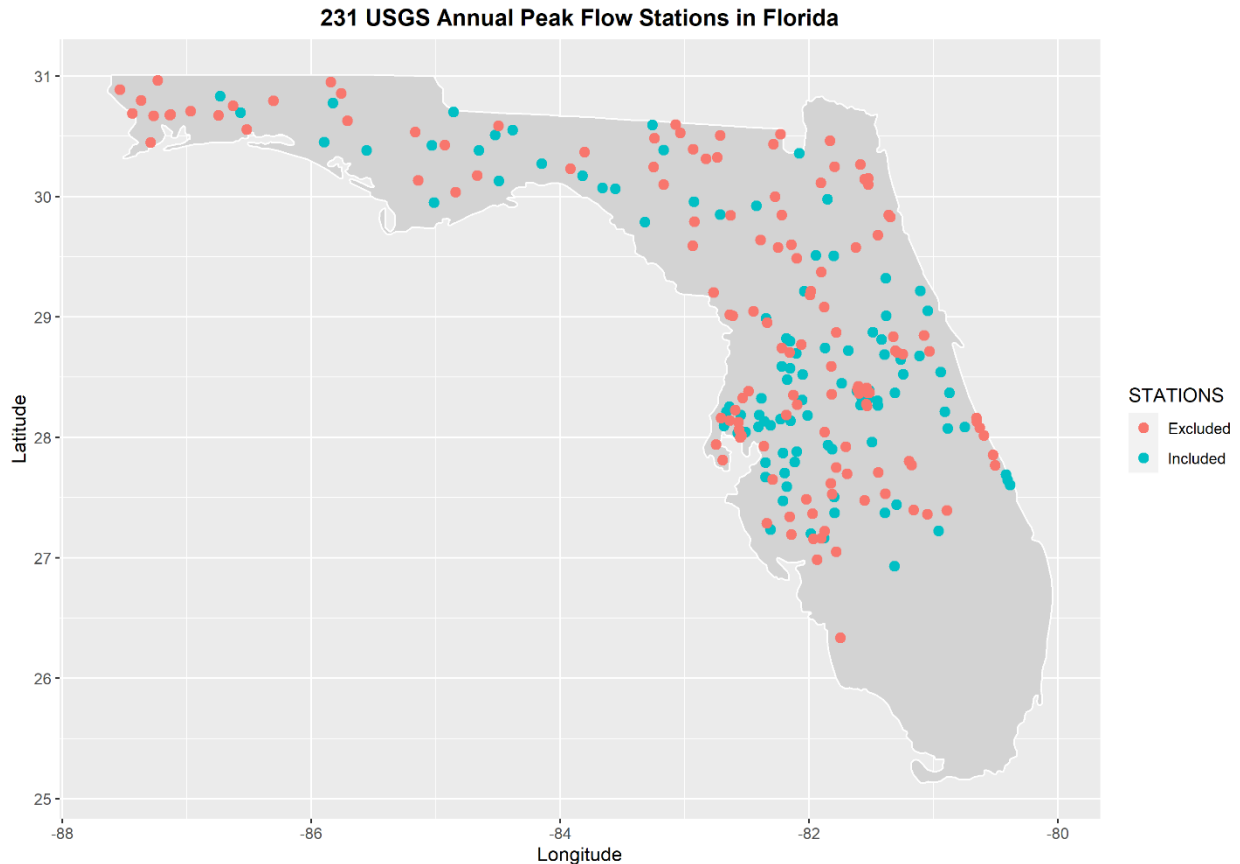 231 USGS Annual Peak Flow Stations in Florida
31
30
29
28
27
26
25
Latitude
-88
-86
-84
-82
-80
Longitude
STATIONS
Excluded
Included